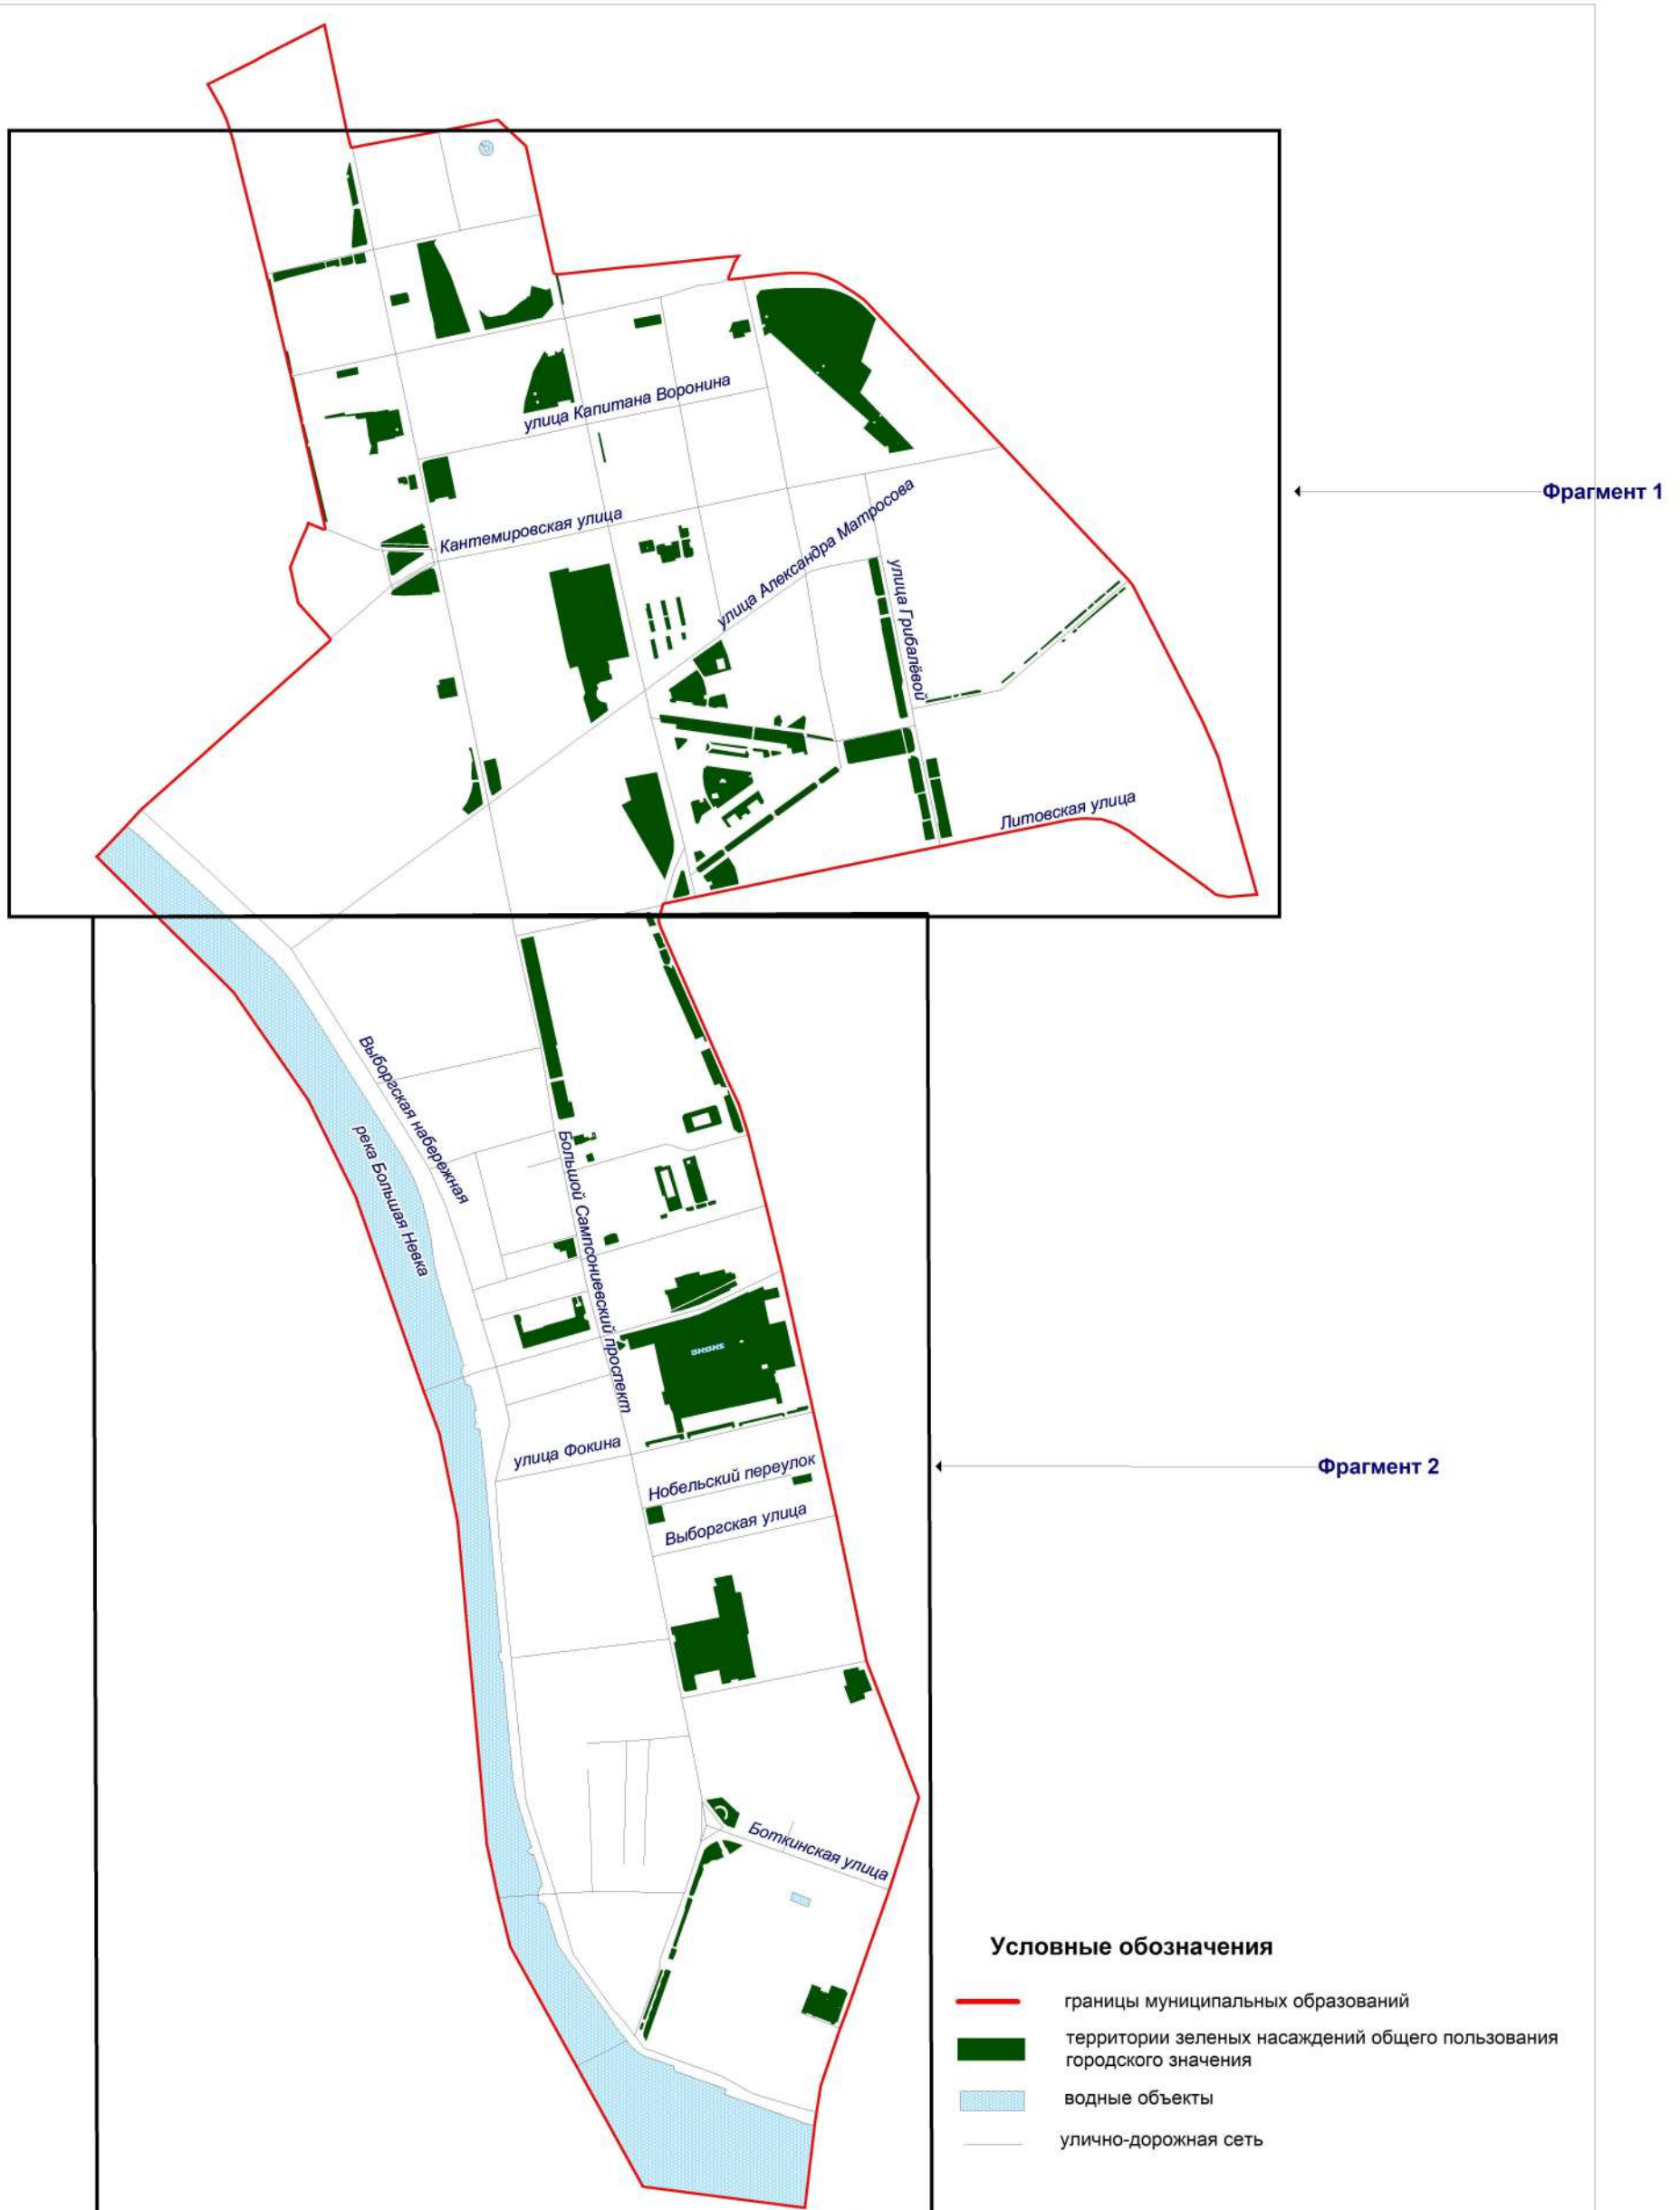 улица Капитана Воронина
Фрагмент 1
Кантемировская улица
улица Александра Матросова
улица Грибалёвой
Литовская улица
Выборгская набережная
река Большая Невка
Большой Сампсониевский проспект
улица Фокина
Нобельский переулок
Фрагмент 2
Выборгская улица
Боткинская улица
Условные обозначения
границы муниципальных образований
территории зеленых насаждений общего пользования
городского значения
водные объекты
улично-дорожная сеть